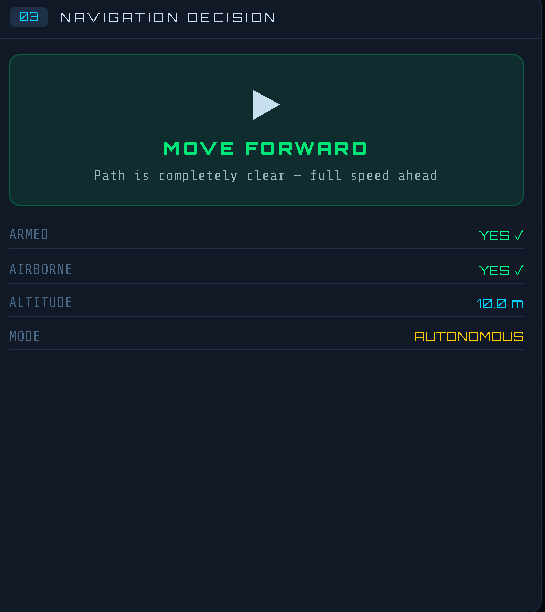 03 NAVIGATION DECISION
MOVE FORWARD
Path is completely clear — full speed ahead
ARMED YES ✓
AIRBORNE YES ✓
ALTITUDE 10.0 m
MODE AUTONOMOUS